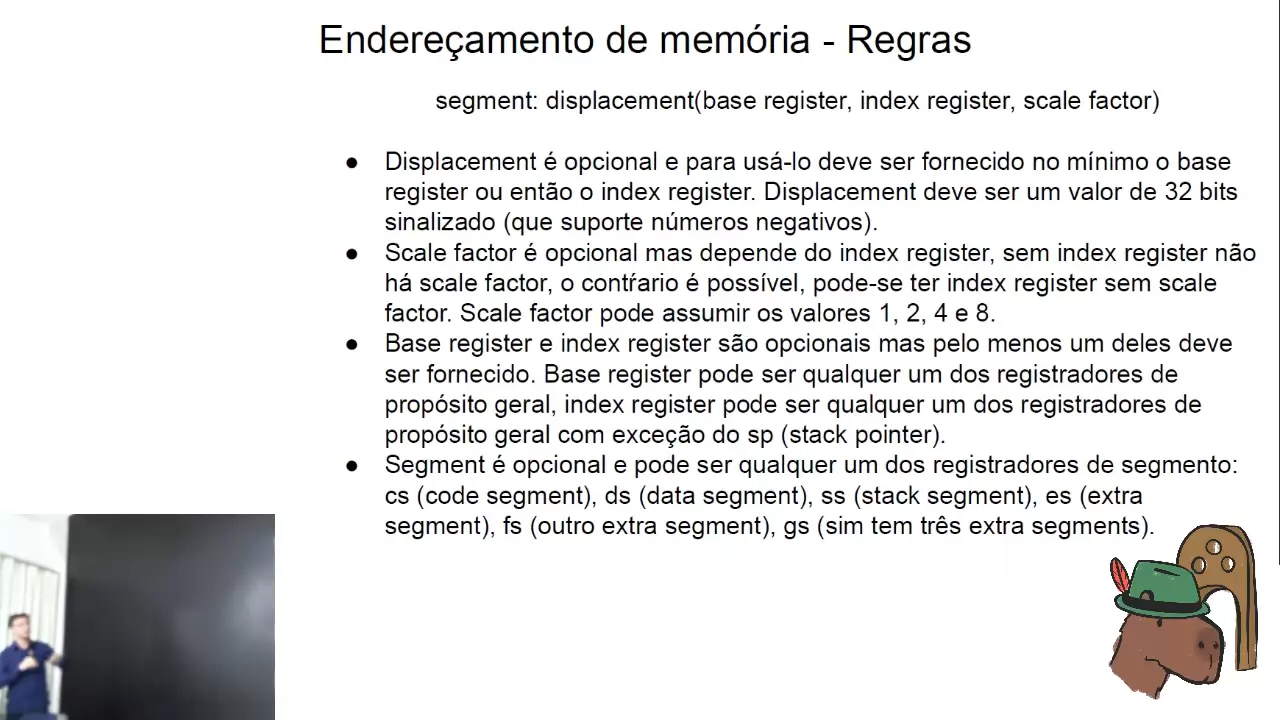 Endereçamento de memória - Regras
segment: displacement(base register, index register, scale factor)
● Displacement é opcional e para usá-lo deve ser fornecido no mínimo o base
register ou então o index register. Displacement deve ser um valor de 32 bits
sinalizado (que suporte números negativos).
● Scale factor é opcional mas depende do index register, sem index register não
há scale factor, o contŕario é possível, pode-se ter index register sem scale
factor. Scale factor pode assumir os valores 1, 2, 4 e 8.
● Base register e index register são opcionais mas pelo menos um deles deve
ser fornecido. Base register pode ser qualquer um dos registradores de
propósito geral, index register pode ser qualquer um dos registradores de
propósito geral com exceção do sp (stack pointer).
● Segment é opcional e pode ser qualquer um dos registradores de segmento:
cs (code segment), ds (data segment), ss (stack segment), es (extra
segment), fs (outro extra segment), gs (sim tem três extra segments).